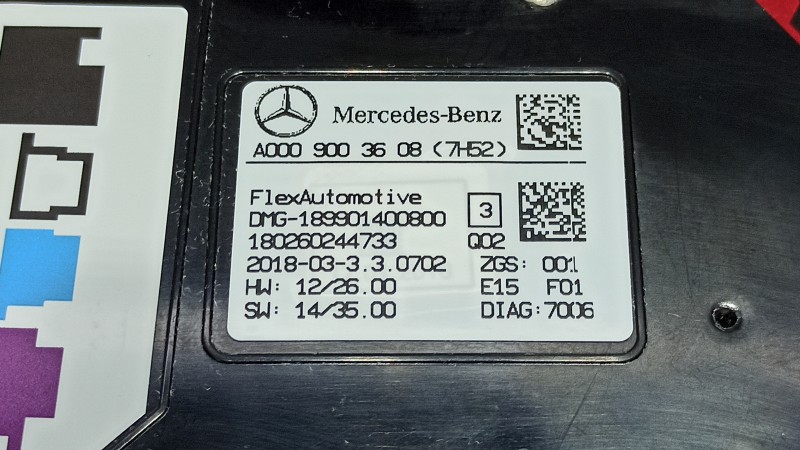 Mercedes-Benz
A000 900 36 08 (7H52)
FlexAutomotive
DMG-189901400800 3
180260244733 Q02
2018-03-3.3.0702 ZGS: 001
HW: 12/26.00 E15 F01
SW: 14/35.00 DIAG:7006